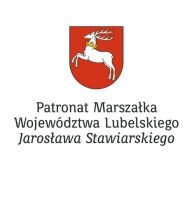 Patronat Marszałka
Województwa Lubelskiego
Jarosława Stawiarskiego